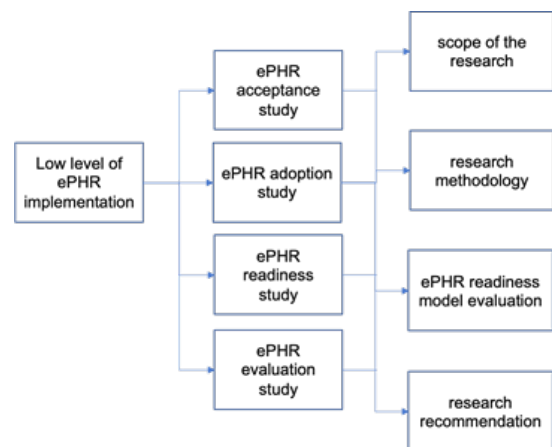 Low level of
ePHR
implementation
ePHR
acceptance
study
ePHR adoption
study
ePHR
readiness
study
ePHR
evaluation
study
scope of the
research
research
methodology
ePHR readiness
model evaluation
research
recommendation